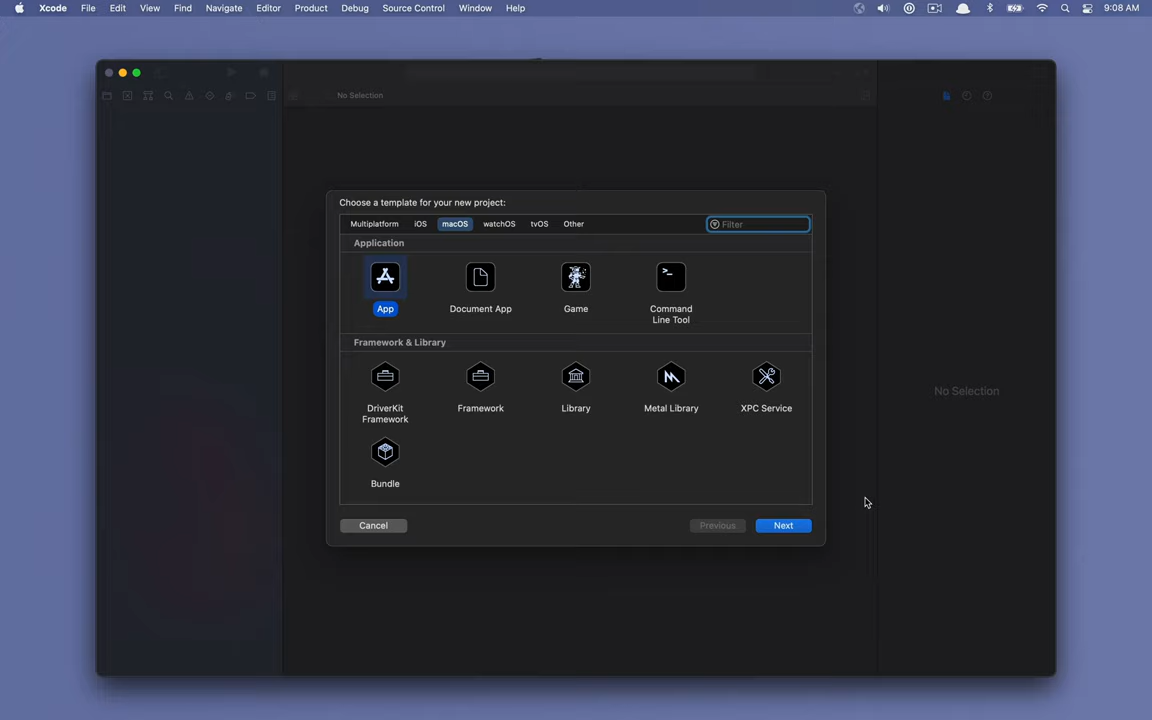 Xcode File Edit View Find Navigate Editor Product Debug Source Control Window Help 9:08 AM
No Selection
Choose a template for your new project:
Multiplatform iOS macOS watchOS tvOS Other Filter
Application
App Document App Game Command
Line Tool
Framework & Library
DriverKit Framework Library Metal Library XPC Service
Framework
Bundle
No Selection
Cancel Previous Next